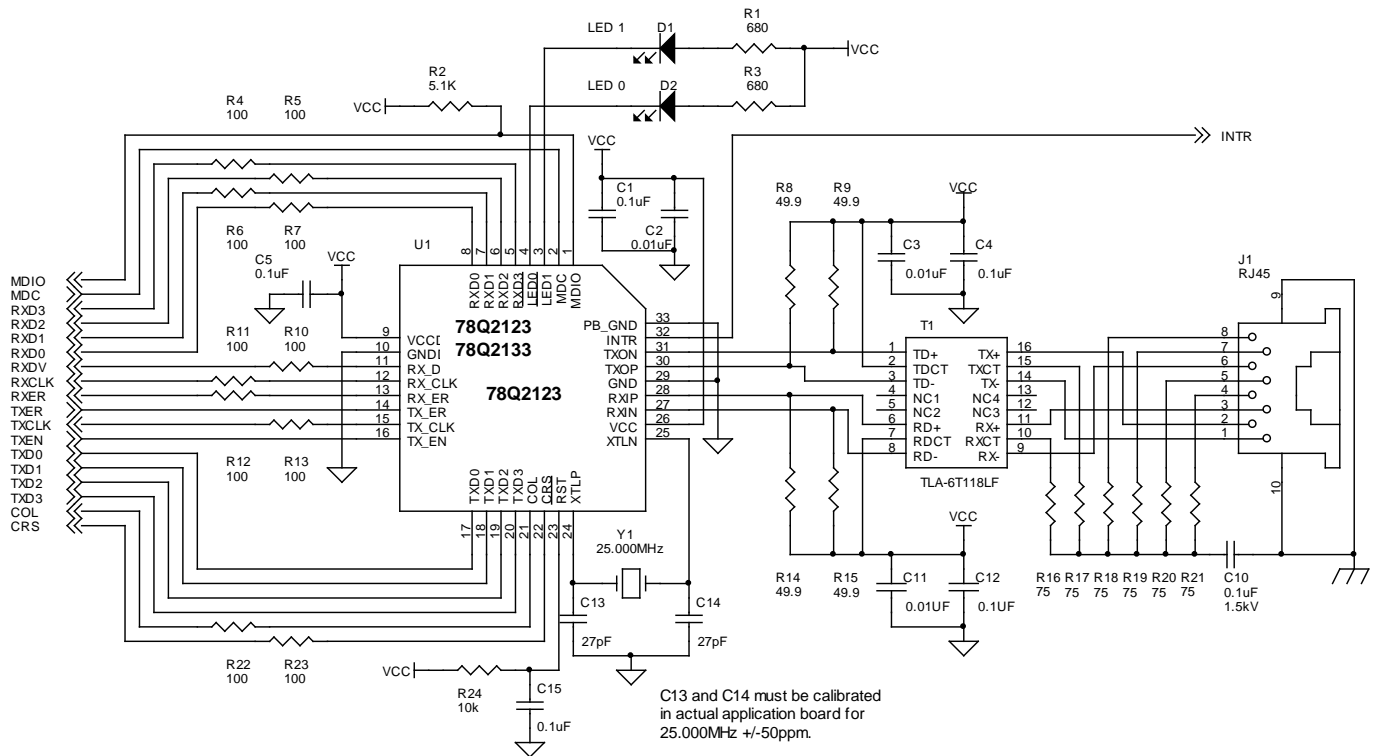 LED 1
D1
R1
680
VCC
R2
5.1K
VCC
LED 0
D2
R3
680
R4
100
R5
100
VCC
INTR
C1
0.1uF
C2
0.01uF
R8
49.9
R9
49.9
VCC
R6
100
R7
100
U1
C3
0.01uF
C4
0.1uF
J1
RJ45
C5
0.1uF
VCC
8
7
6
5
4
3
2
1
RXD0
RXD1
RXD2
RXD3
LED0
LED1
MDC
MDIO
MDIO
MDC
RXD3
RXD2
RXD1
RXD0
RXDV
RXCLK
RXER
TXER
TXCLK
TXEN
TXD0
TXD1
TXD2
TXD3
COL
CRS
R11
100
R10
100
9
10
11
12
13
14
15
16
VCC
GND
RX_D
RX_CLK
RX_ER
TX_ER
TX_CLK
TX_EN
78Q2123
78Q2133
78Q2123
PB_GND
INTR
TXON
TXOP
GND
RXIP
RXIN
VCC
XTLN
33
32
31
30
29
28
27
26
25
T1
1
2
3
4
5
6
7
8
TD+
TDCT
TD-
NC1
NC2
RD+
RDCT
RD-
TX+
TXCT
TX-
NC4
NC3
RX+
RXCT
RX-
16
15
14
13
12
11
10
9
TLA-6T118LF
9
8
7
6
5
4
3
2
1
10
R12
100
R13
100
TXD0
TXD1
TXD2
TXD3
COL
CRS
RST
XTLP
17
18
19
20
21
22
23
24
Y1
25.000MHz
VCC
C13
27pF
C14
27pF
R14
49.9
R15
49.9
C11
0.01UF
C12
0.1UF
R16
75
R17
75
R18
75
R19
75
R20
75
R21
75
C10
0.1uF
1.5kV
R22
100
R23
100
VCC
R24
10k
C15
0.1uF
C13 and C14 must be calibrated
in actual application board for
25.000MHz +/-50ppm.